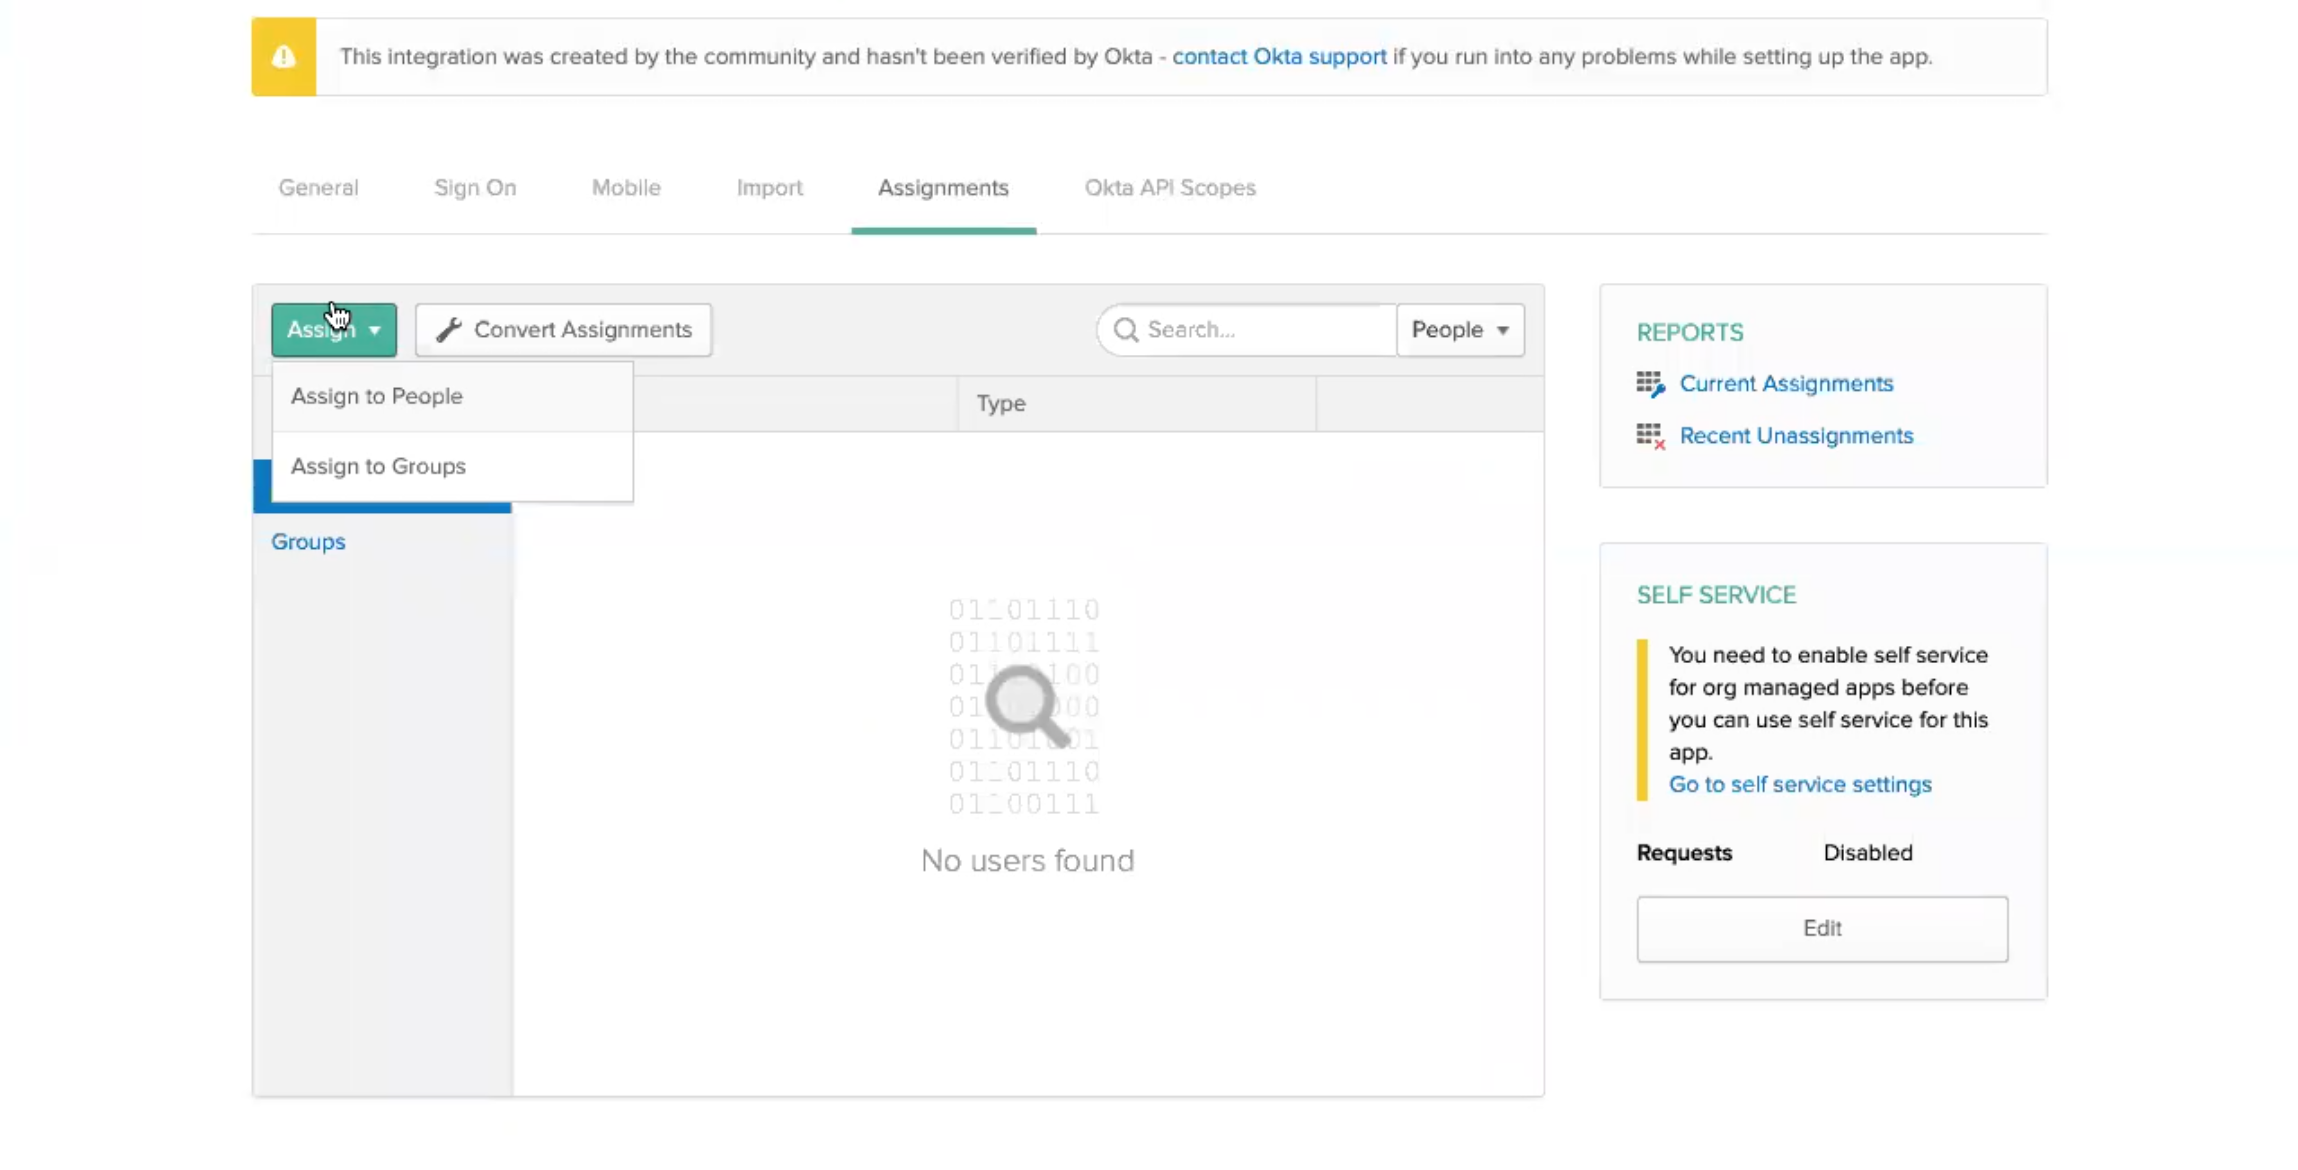 This integration was created by the community and hasn't been verified by Okta - contact Okta support if you run into any problems while setting up the app.
General Sign On Mobile Import Assignments Okta API Scopes
Assign Convert Assignments Search... People
Assign to People
Assign to Groups
Type
Groups
01101110
01101111
No users found
REPORTS
Current Assignments
Recent Unassignments
SELF SERVICE
You need to enable self service
for org managed apps before
you can use self service for this
app.
Go to self service settings
Requests Disabled
Edit